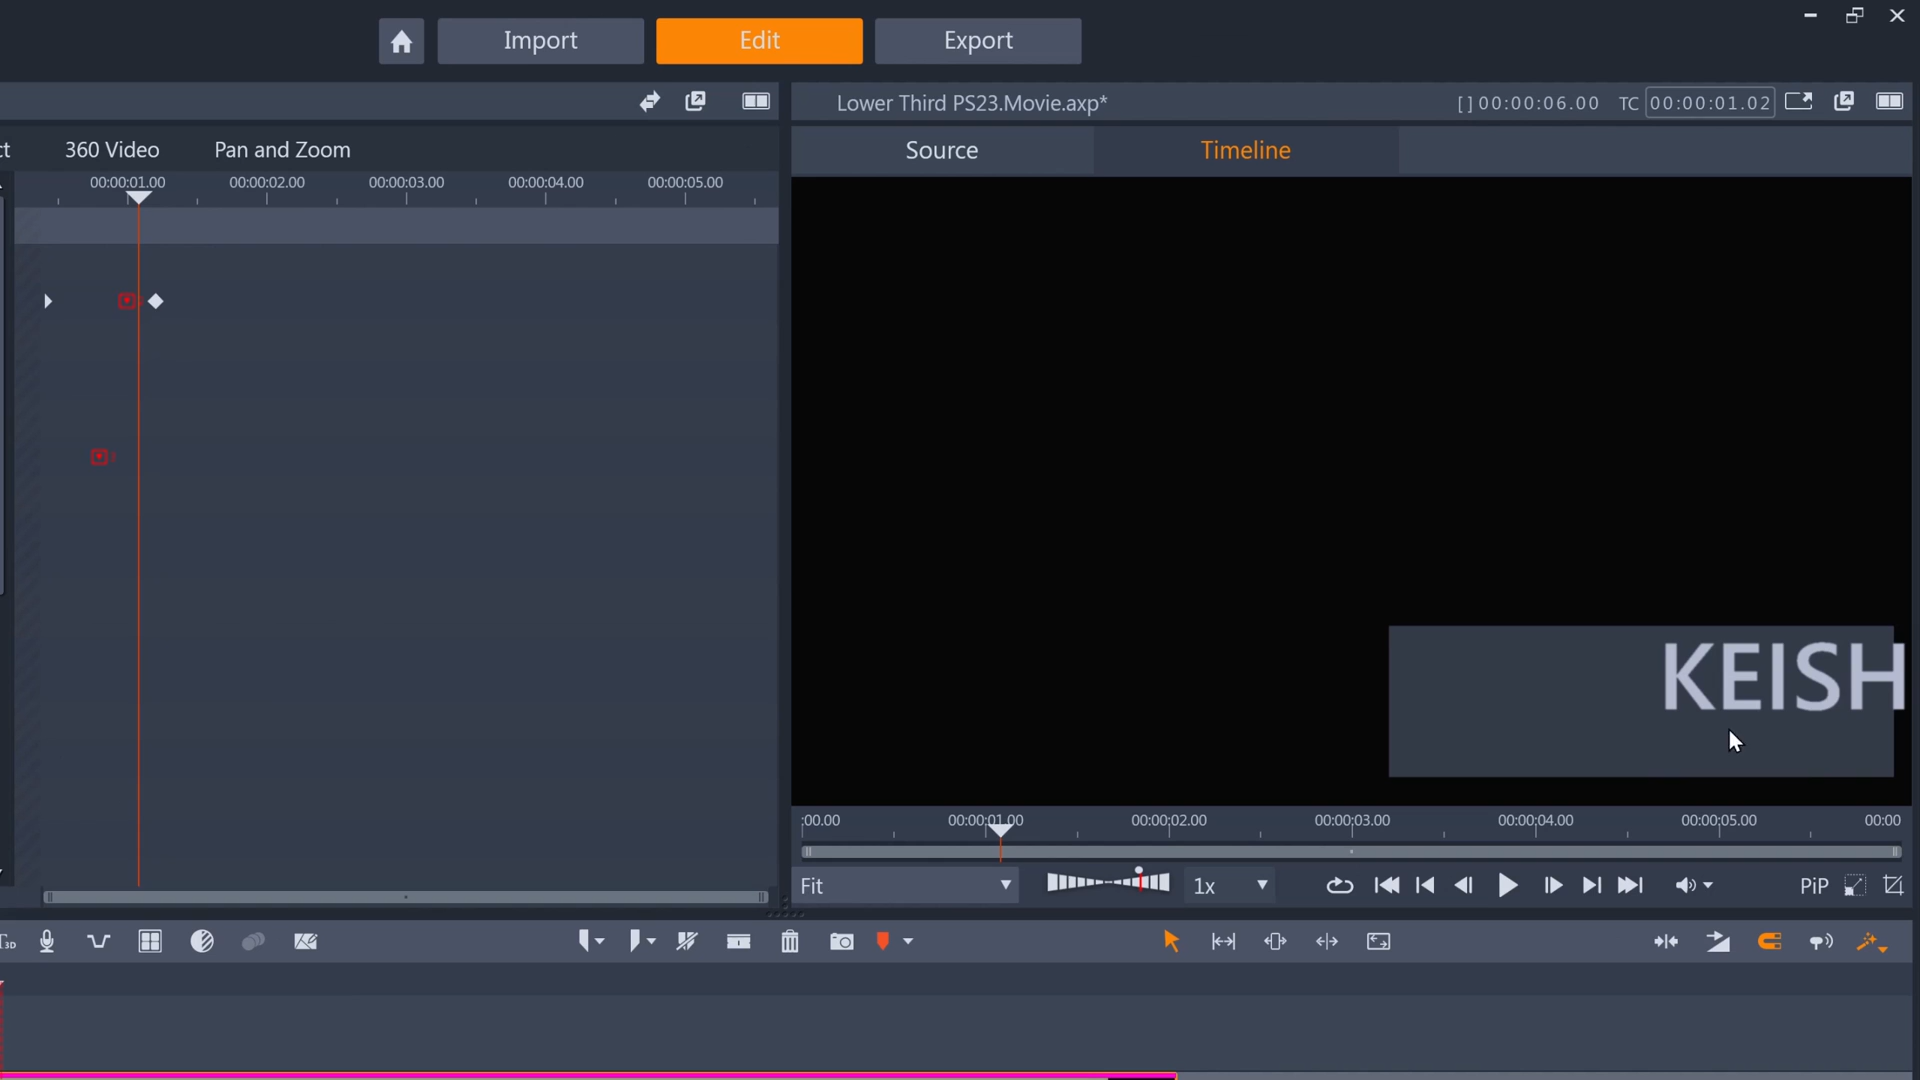 Import
Edit
Export
Lower Third PS23.Movie.axp*
[ ] 00:00:06.00
TC 00:00:01.02
360 Video
Pan and Zoom
Source
Timeline
00:00:01.00
00:00:02.00
00:00:03.00
00:00:04.00
00:00:05.00
KEISH
:00.00
00:00:01.00
00:00:02.00
00:00:03.00
00:00:04.00
00:00:05.00
00:00
Fit
1x
PiP